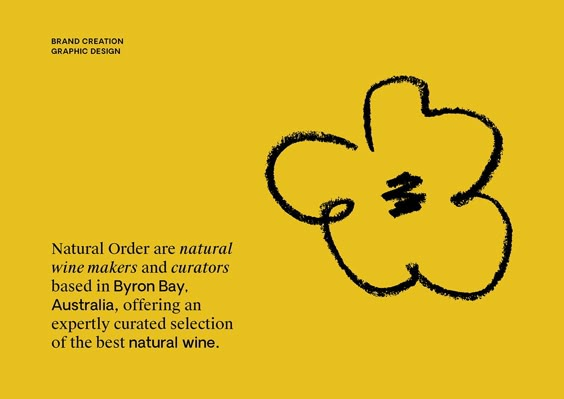 BRAND CREATION
GRAPHIC DESIGN
Natural Order are natural
wine makers and curators
based in Byron Bay,
Australia, offering an
expertly curated selection
of the best natural wine.